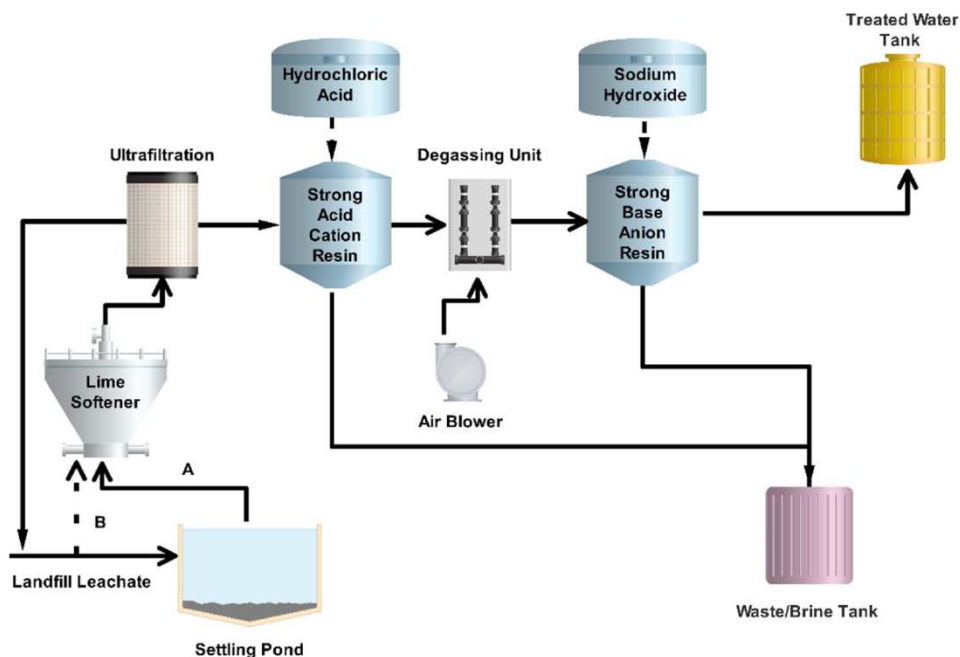 Treated Water
Tank
Hydrochloric
Acid
Sodium
Hydroxide
Ultrafiltration
Degassing Unit
Strong
Acid
Cation
Resin
Strong
Base
Anion
Resin
Lime
Softener
Air Blower
A
B
Landfill Leachate
Settling Pond
Waste/Brine Tank